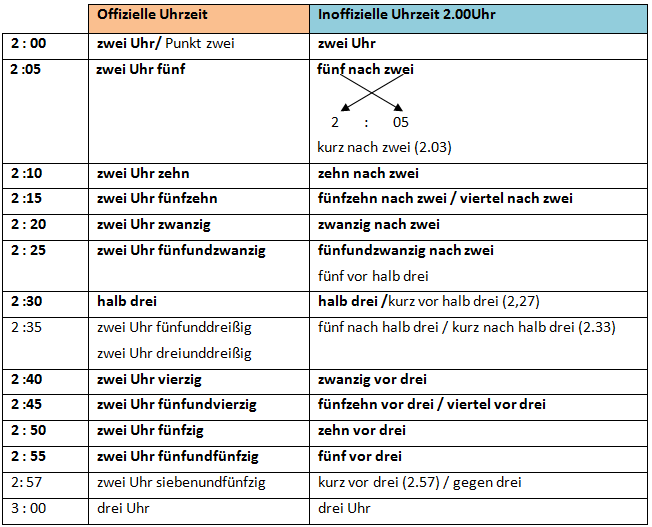 Offizielle Uhrzeit Inoffizielle Uhrzeit 2.00Uhr
2 : 00 zwei Uhr/ Punkt zwei zwei Uhr
2 :05 zwei Uhr fünf fünf nach zwei
2 : 05
kurz nach zwei (2.03)
2 :10 zwei Uhr zehn zehn nach zwei
2 :15 zwei Uhr fünfzehn fünfzehn nach zwei / viertel nach zwei
2 : 20 zwei Uhr zwanzig zwanzig nach zwei
2 : 25 zwei Uhr fünfundzwanzig fünfundzwanzig nach zwei
fünf vor halb drei
2 :30 halb drei halb drei /kurz vor halb drei (2,27)
2 :35 zwei Uhr fünfunddreißig fünf nach halb drei / kurz nach halb drei (2.33)
zwei Uhr dreiunddreißig
2 :40 zwei Uhr vierzig zwanzig vor drei
2 :45 zwei Uhr fünfundvierzig fünfzehn vor drei / viertel vor drei
2 : 50 zwei Uhr fünfzig zehn vor drei
2 : 55 zwei Uhr fünfundfünfzig fünf vor drei
2: 57 zwei Uhr siebenundfünfzig kurz vor drei (2.57) / gegen drei
3 : 00 drei Uhr drei Uhr